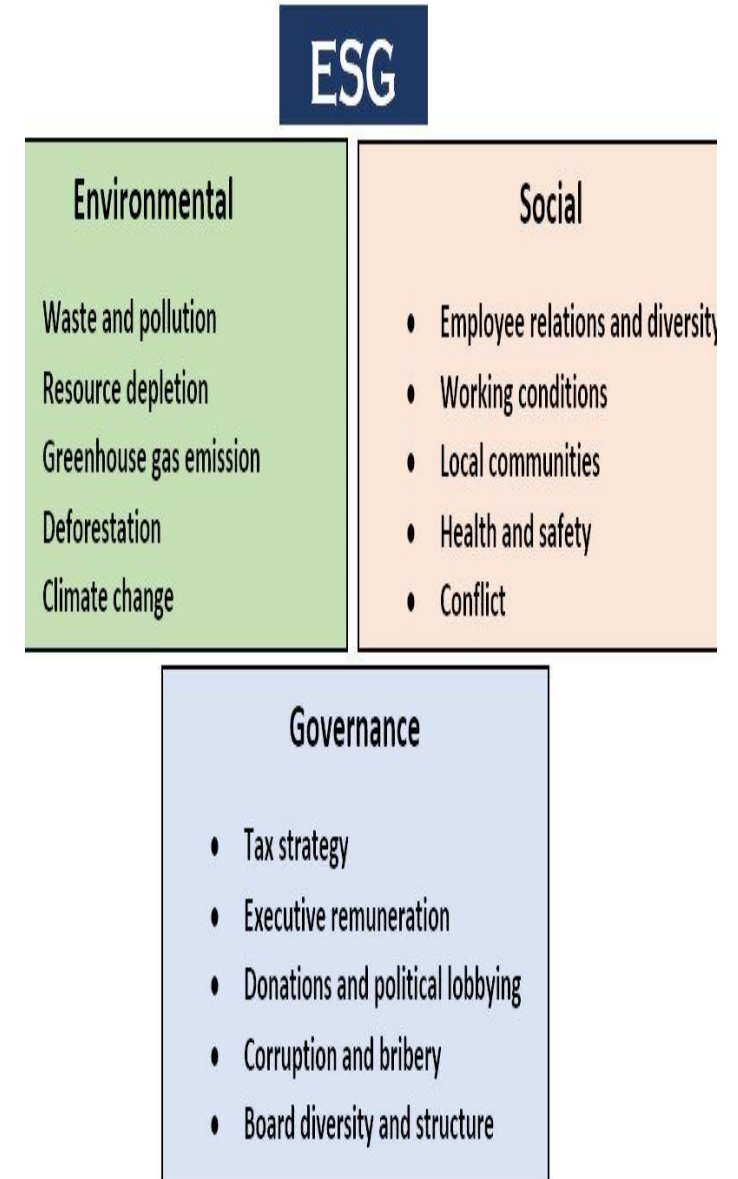 ESG
Environmental
Waste and pollution
Resource depletion
Greenhouse gas emission
Deforestation
Climate change
Social
• Employee relations and diversity
• Working conditions
• Local communities
• Health and safety
• Conflict
Governance
• Tax strategy
• Executive remuneration
• Donations and political lobbying
• Corruption and bribery
• Board diversity and structure